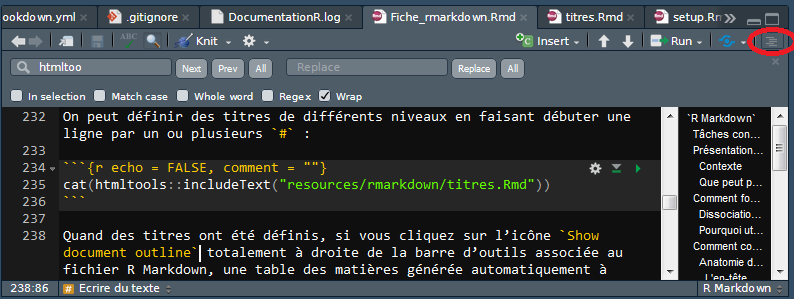 ookdown.yml
.gitignore
DocumentationR.log
Fiche_rmarkdown.Rmd
titres.Rmd
setup.Rn
ABC
Knit
Insert
Run
htmltoo
Next
Prev
All
Replace
Replace
All
In selection
Match case
Whole word
Regex
Wrap
232 On peut définir des titres de différents niveaux en faisant débuter une
ligne par un ou plusieurs `#` :
233
234 ```{r echo = FALSE, comment = ""}
235 cat(htmltools::includeText("resources/rmarkdown/titres.Rmd"))
236 ```
237
238 Quand des titres ont été définis, si vous cliquez sur l’icône `Show
document outline` totalement à droite de la barre d’outils associée au
fichier R Markdown, une table des matières générée automatiquement à
`R Markdown`
Tâches con...
Présentation...
Contexte
Que peut p...
Comment fo...
Dissociatio...
Pourquoi ut...
Comment co...
Anatomie d...
L'en-tête
238:86
# Ecrire du texte
R Markdown